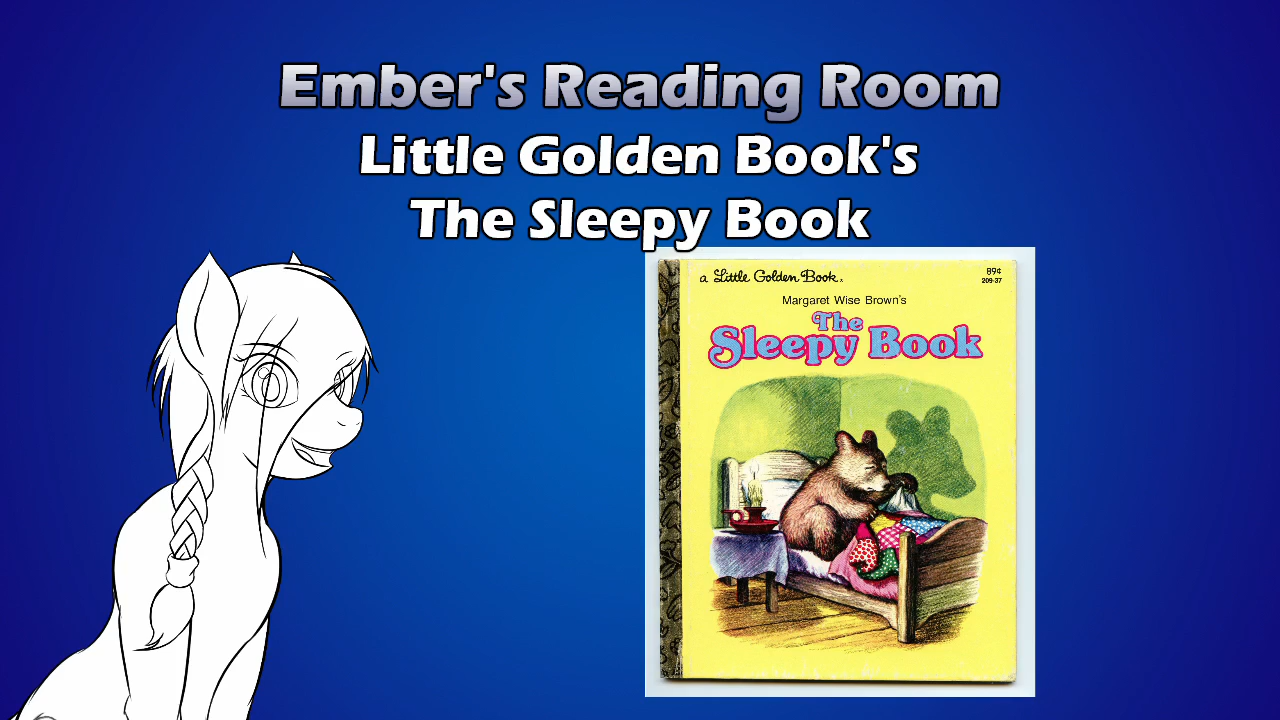 Ember's Reading Room
Little Golden Book's
The Sleepy Book
a Little Golden Book®
89¢
209-37
Margaret Wise Brown's
The
Sleepy Book